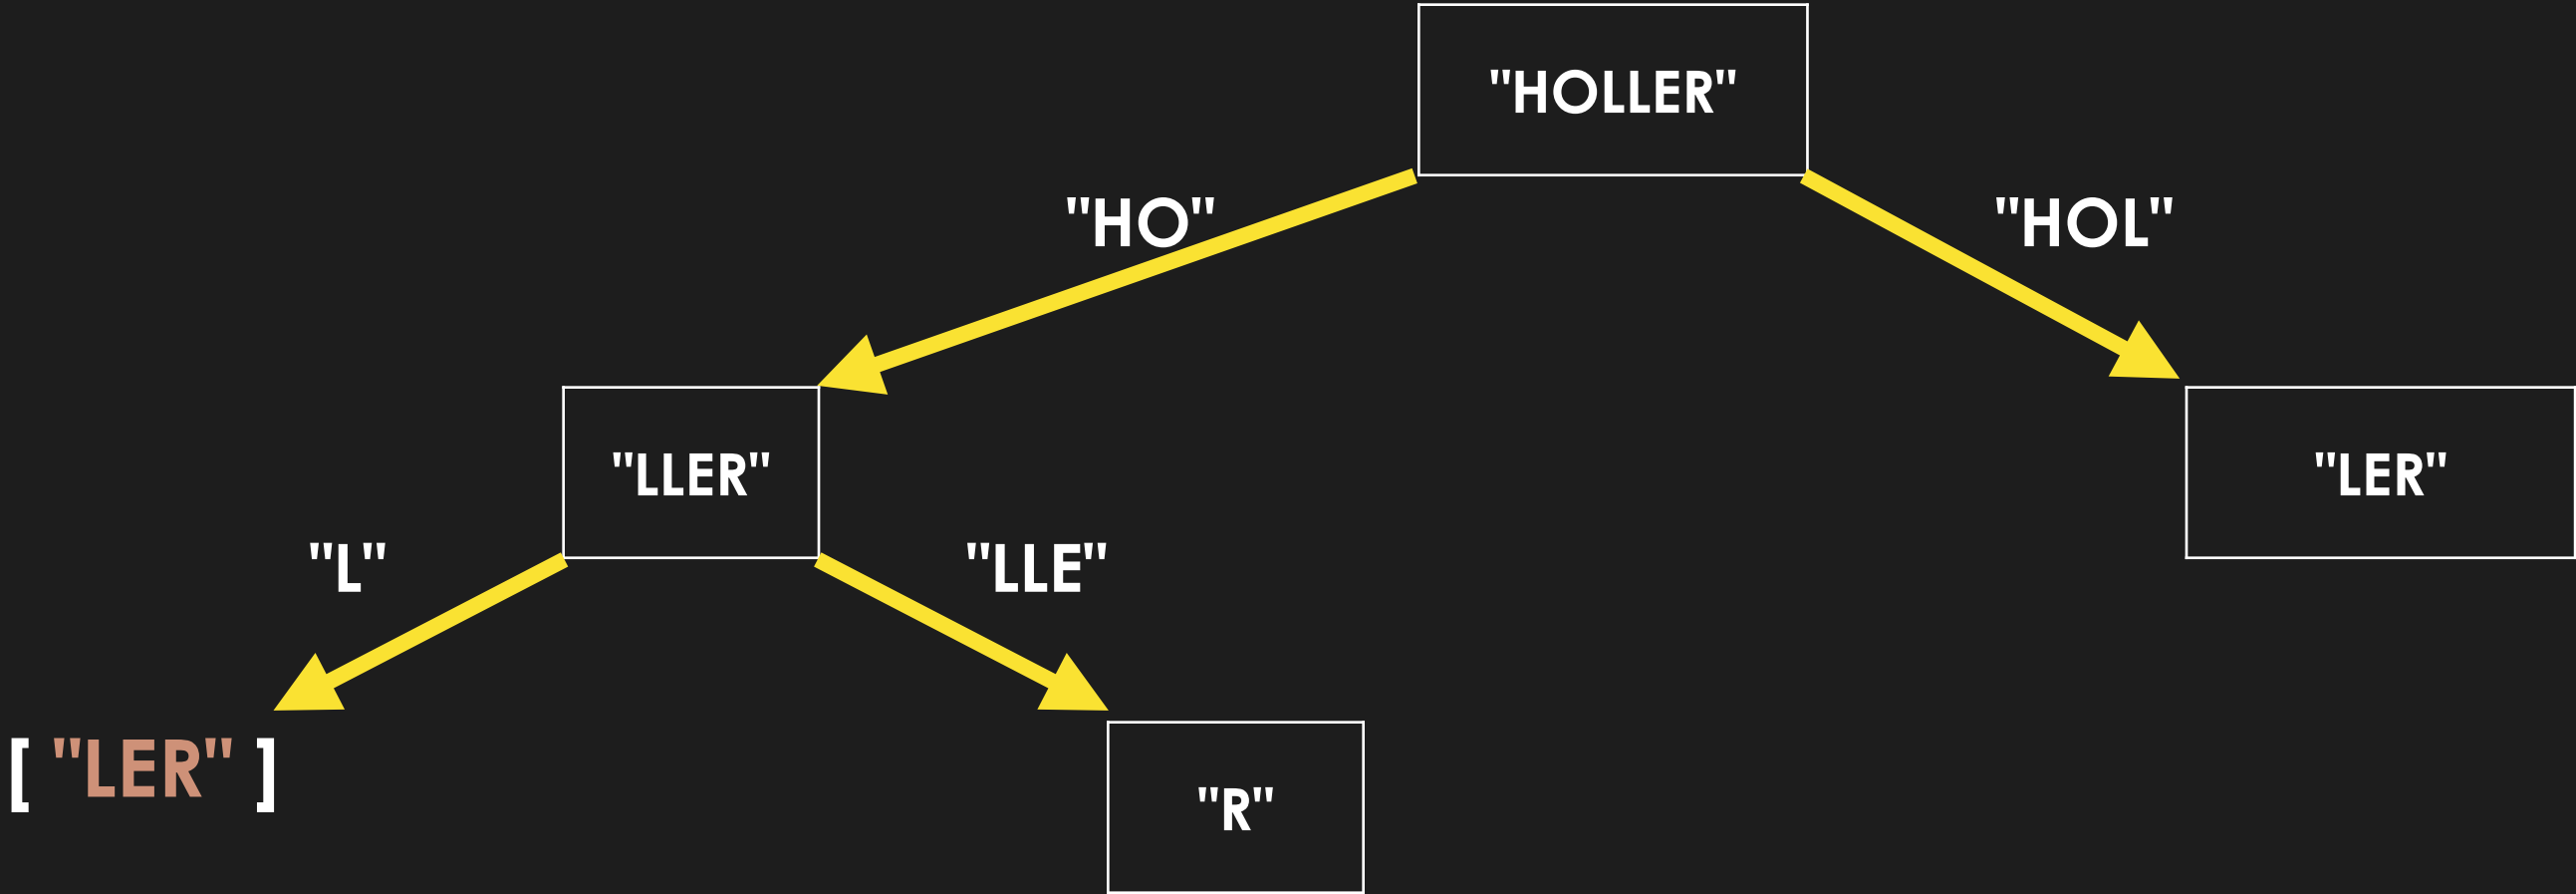 "HOLLER"
"HO"
"HOL"
"LLER"
"LER"
"L"
"LLE"
[ "LER" ]
"R"